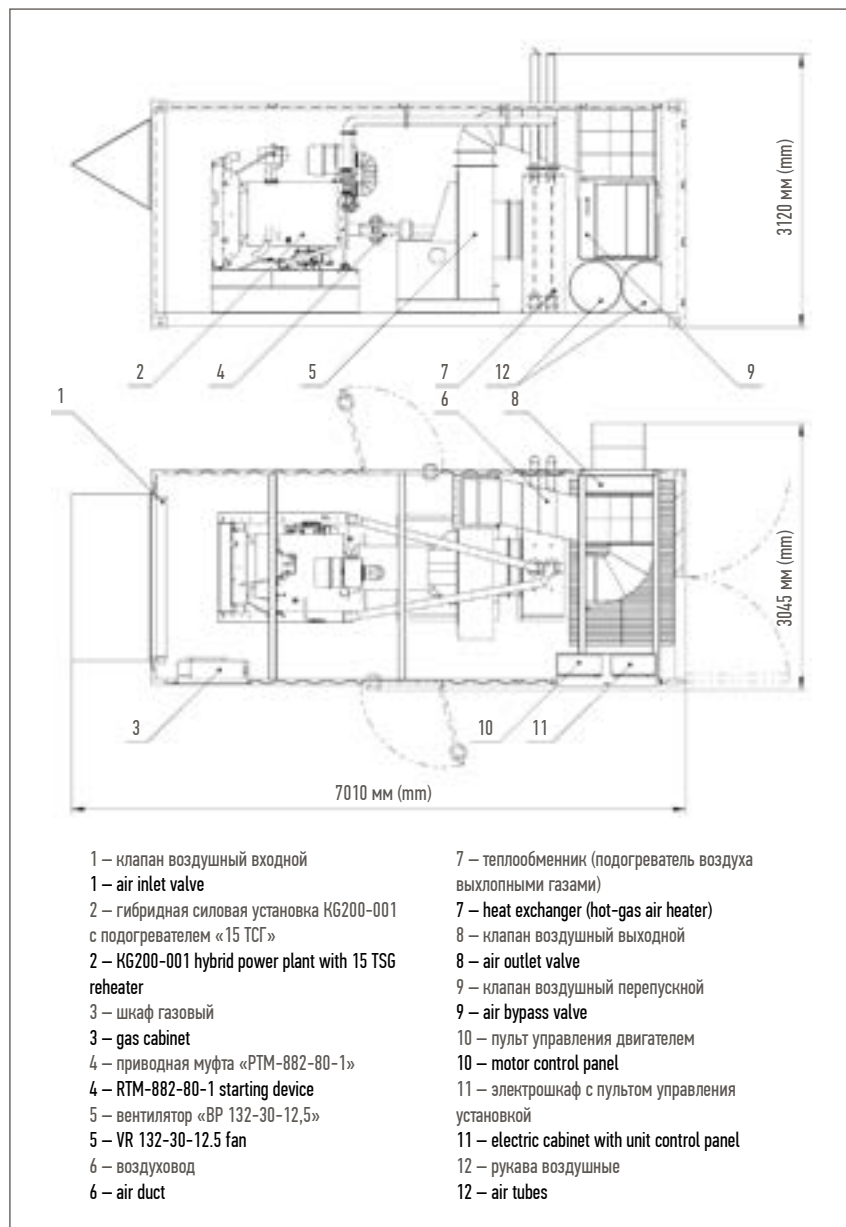 3120 мм (mm)
2
4
5
7
12
9
1
6
8
3045 мм (mm)
3
10
11
7010 мм (mm)
1 – клапан воздушный входной
1 – air inlet valve
2 – гибридная силовая установка KG200-001
с подогревателем «15 ТСГ»
2 – KG200-001 hybrid power plant with 15 TSG
reheater
3 – шкаф газовый
3 – gas cabinet
4 – приводная муфта «РТМ-882-80-1»
4 – RTM-882-80-1 starting device
5 – вентилятор «ВР 132-30-12,5»
5 – VR 132-30-12.5 fan
6 – воздуховод
6 – air duct
7 – теплообменник (подогреватель воздуха
выхлопными газами)
7 – heat exchanger (hot-gas air heater)
8 – клапан воздушный выходной
8 – air outlet valve
9 – клапан воздушный перепускной
9 – air bypass valve
10 – пульт управления двигателем
10 – motor control panel
11 – электрошкаф с пультом управления
установкой
11 – electric cabinet with unit control panel
12 – рукава воздушные
12 – air tubes